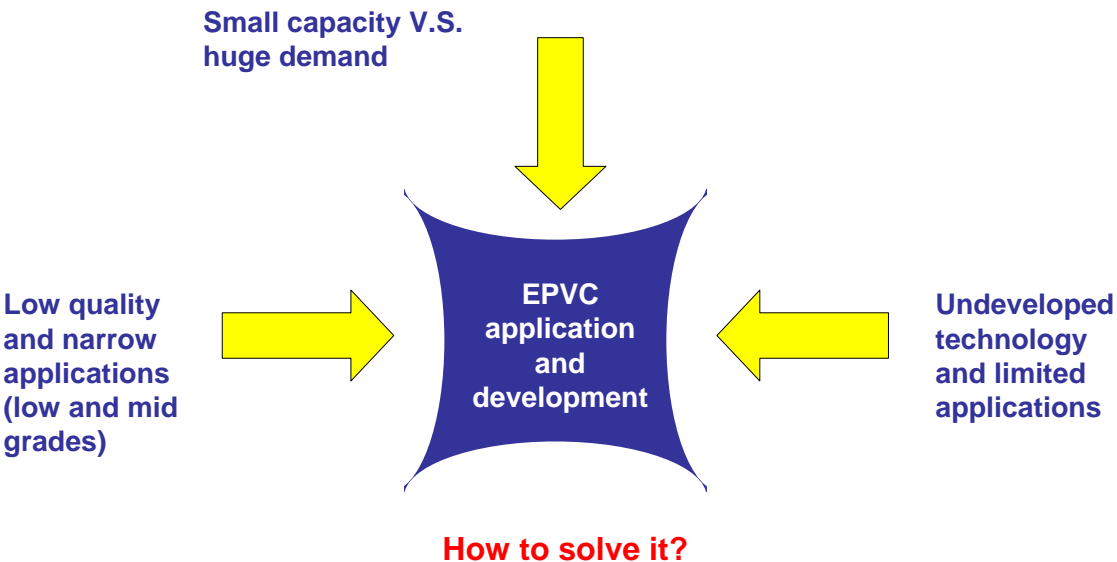 Small capacity V.S.
huge demand
Low quality
and narrow
applications
(low and mid
grades)
EPVC
application
and
development
Undeveloped
technology
and limited
applications
How to solve it?